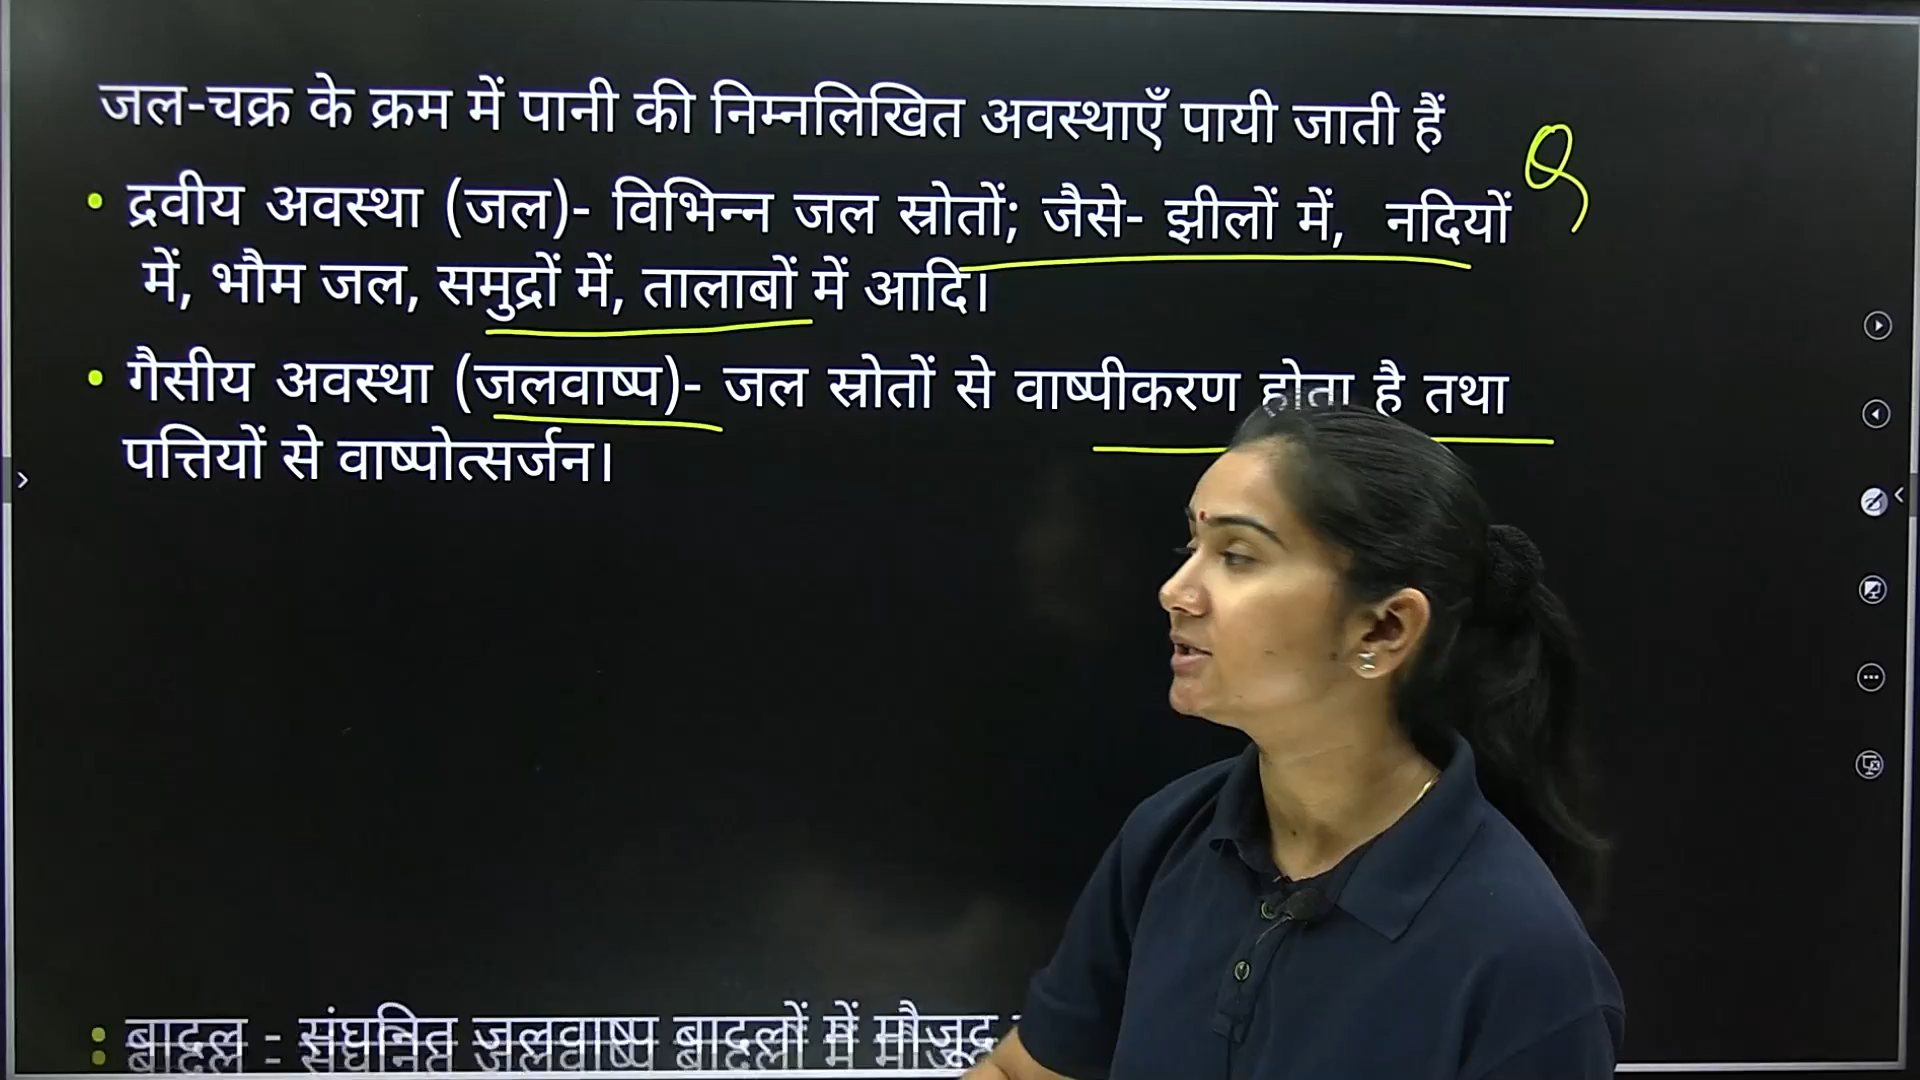 जल-चक्र के क्रम में पानी की निम्नलिखित अवस्थाएँ पायी जाती हैं
• द्रवीय अवस्था (जल)- विभिन्न जल स्रोतों; जैसे- झीलों में, नदियों
में, भौम जल, समुद्रों में, तालाबों में आदि।
• गैसीय अवस्था (जलवाष्प)- जल स्रोतों से वाष्पीकरण होता है तथा
पत्तियों से वाष्पोत्सर्जन।
• बादल - संघनित जलवाष्प बादलों में मौजूद